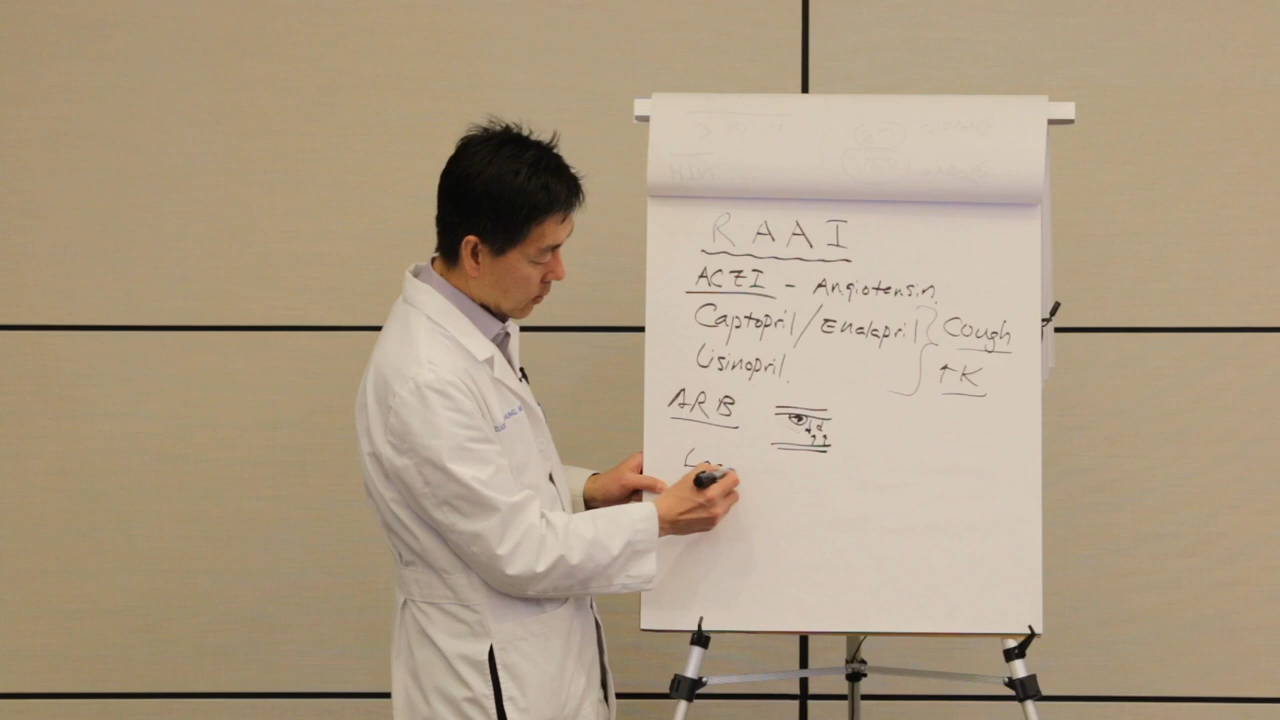 RAAI
ACEI - Angiotensin
Captopril / Enalapril } Cough
Lisinopril ↑K
ARB